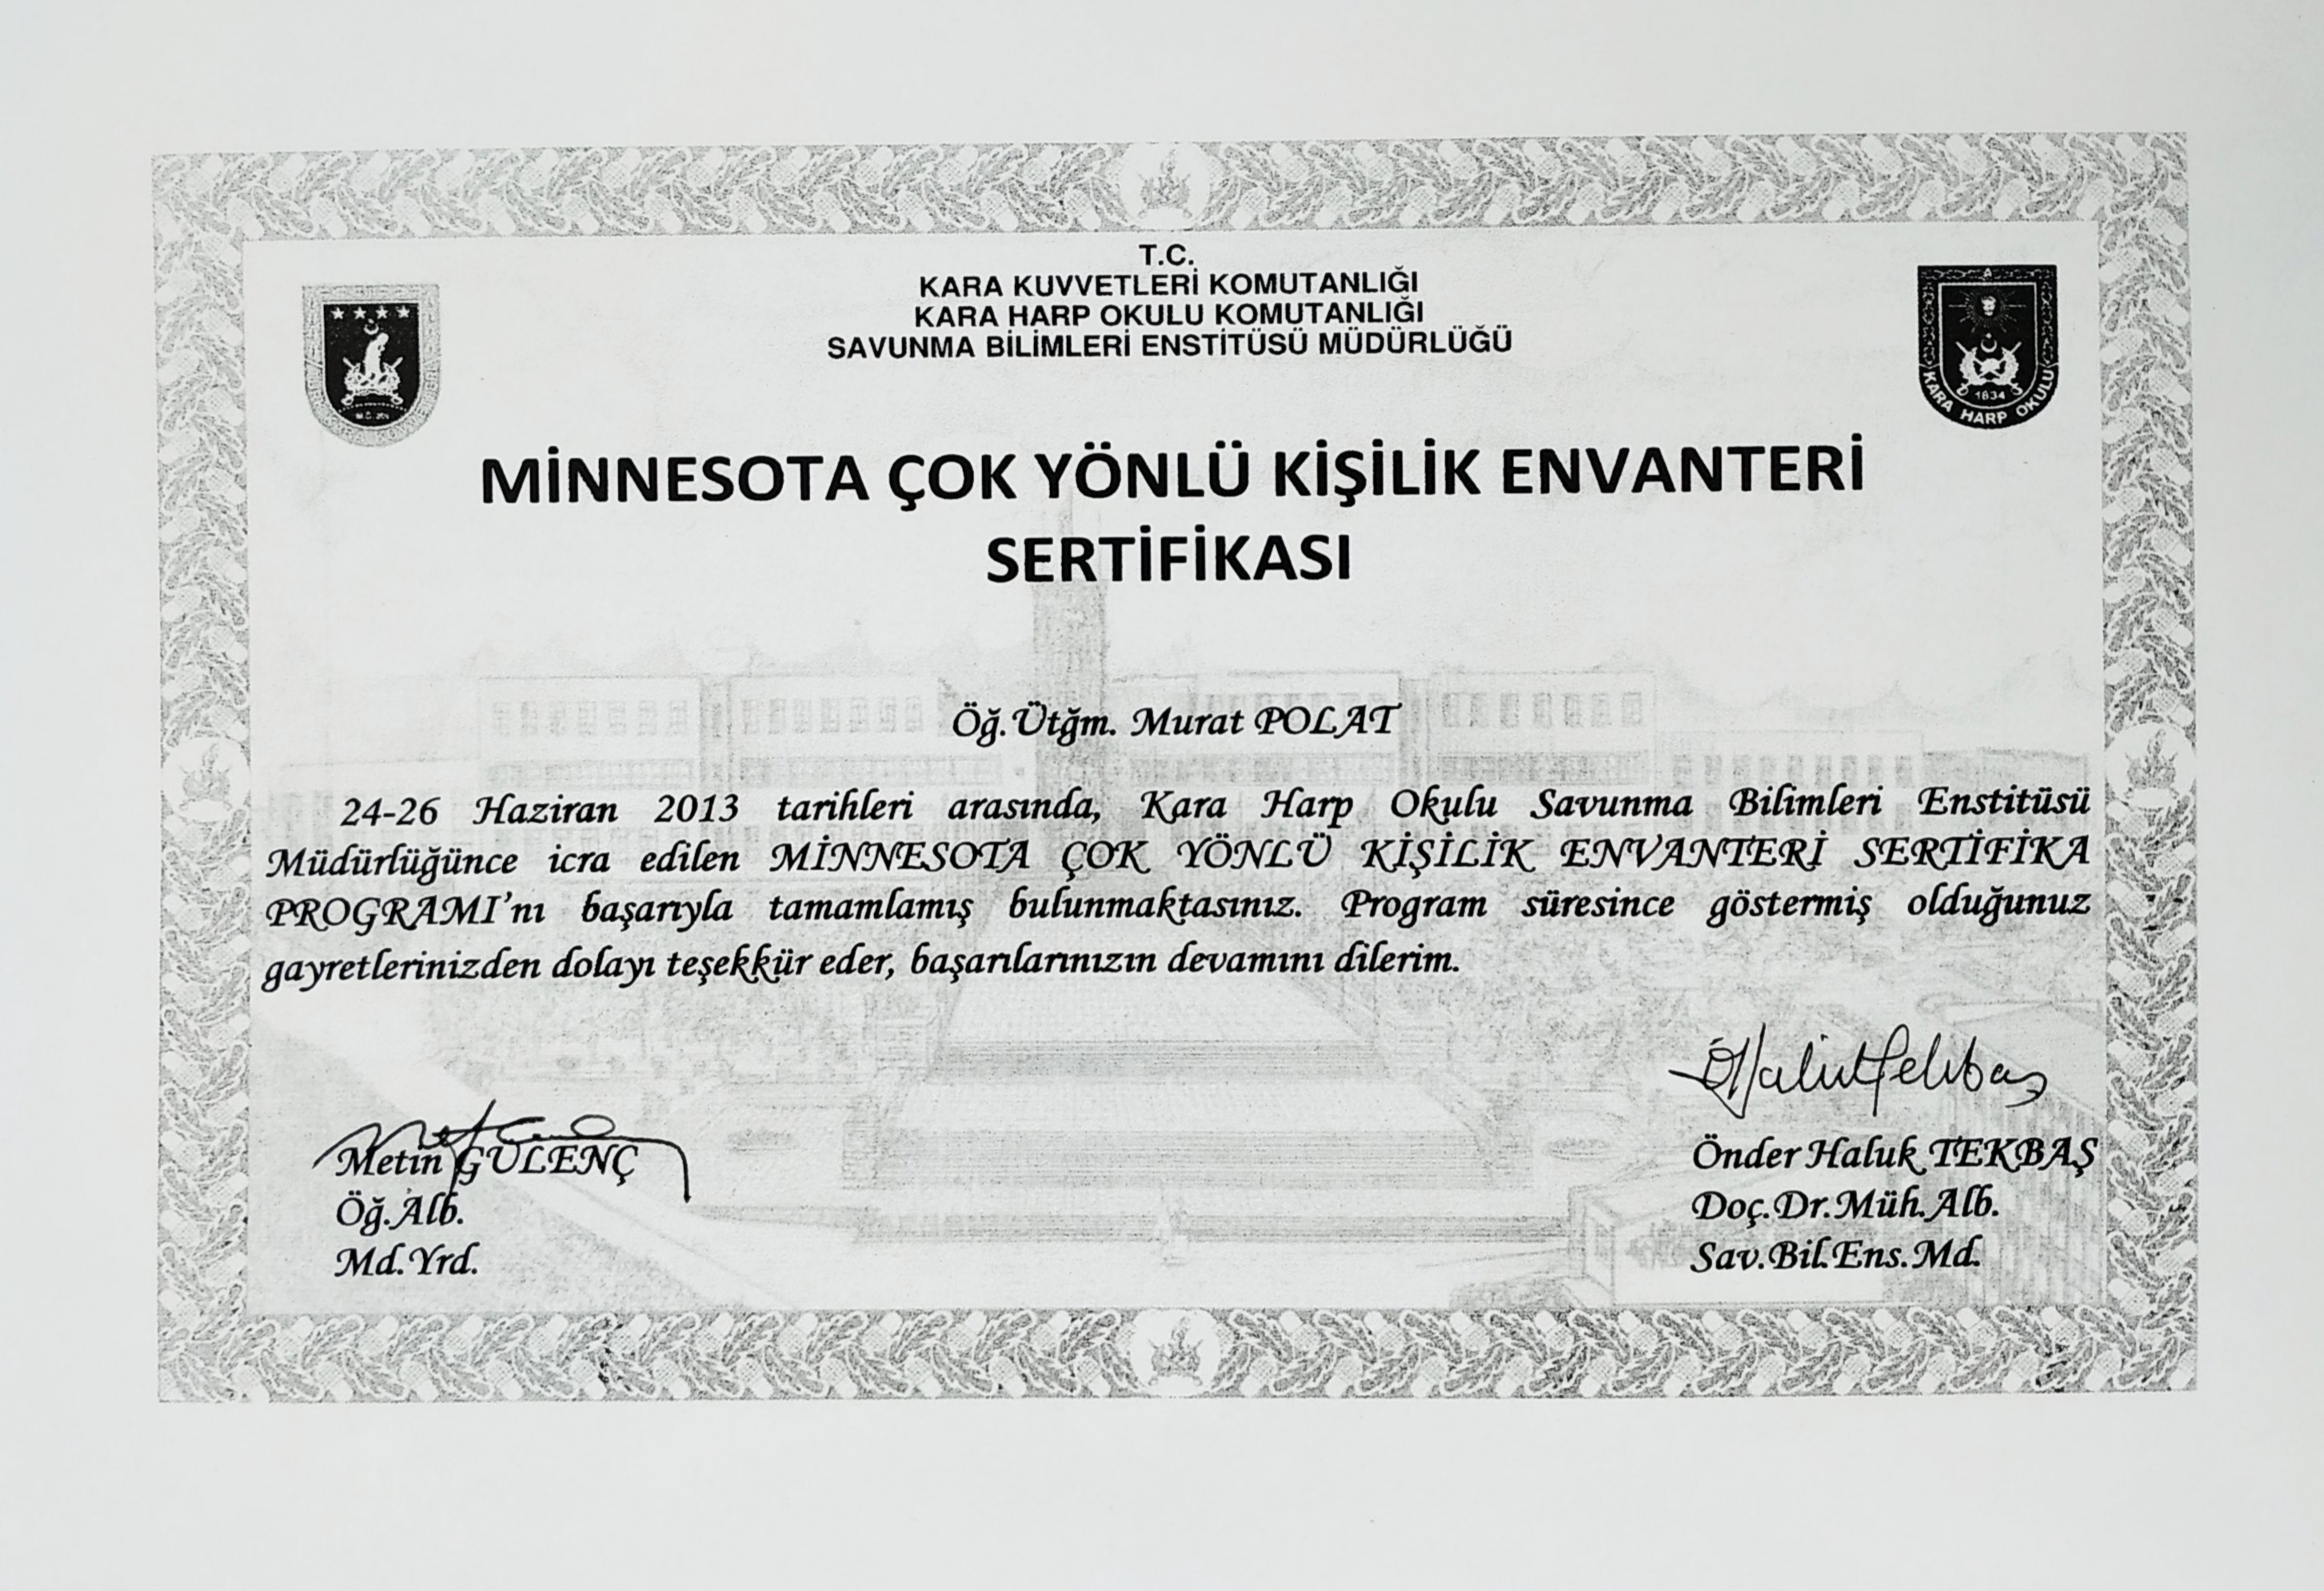 T.C.
KARA KUVVETLERİ KOMUTANLIĞI
KARA HARP OKULU KOMUTANLIĞI
SAVUNMA BİLİMLERİ ENSTİTÜSÜ MÜDÜRLÜĞÜ
1834
KARA HARP OKULU
MİNNESOTA ÇOK YÖNLÜ KİŞİLİK ENVANTERİ
SERTİFİKASI
Öğ.Ütğm. Murat POLAT
24-26 Haziran 2013 tarihleri arasında, Kara Harp Okulu Savunma Bilimleri Enstitüsü
Müdürlüğünce icra edilen MİNNESOTA ÇOK YÖNLÜ KİŞİLİK ENVANTERİ SERTİFİKA
PROGRAMI'nı başarıyla tamamlamış bulunmaktasınız. Program süresince göstermiş olduğunuz
gayretlerinizden dolayı teşekkür eder, başarılarınızın devamını dilerim.
Metin GÜLENÇ
Öğ.Alb.
Md.Yrd.
Önder Haluk TEKBAŞ
Doç.Dr.Müh.Alb.
Sav.Bil.Ens.Md.